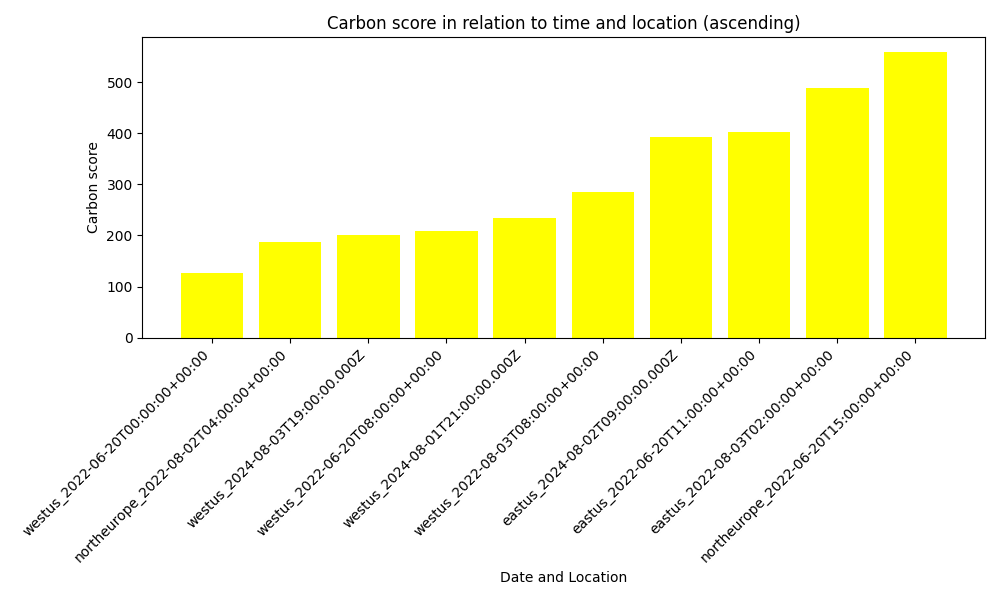 Carbon score in relation to time and location (ascending)
Carbon score
500
400
300
200
100
0
westus_2022-06-20T00:00:00+00:00
northeurope_2022-08-02T04:00:00+00:00
westus_2024-08-03T19:00:00.000Z
westus_2022-06-20T08:00:00+00:00
westus_2024-08-01T21:00:00.000Z
westus_2022-08-03T08:00:00+00:00
eastus_2024-08-02T09:00:00.000Z
eastus_2022-06-20T11:00:00+00:00
eastus_2022-08-03T02:00:00+00:00
northeurope_2022-06-20T15:00:00+00:00
Date and Location